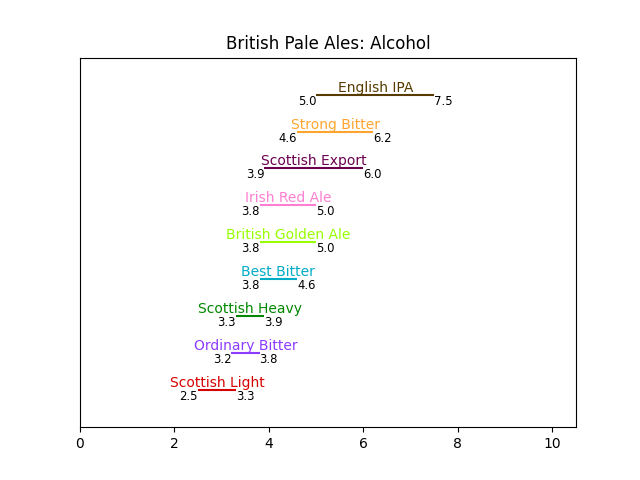 British Pale Ales: Alcohol
English IPA
5.0 7.5
Strong Bitter
4.6 6.2
Scottish Export
3.9 6.0
Irish Red Ale
3.8 5.0
British Golden Ale
3.8 5.0
Best Bitter
3.8 4.6
Scottish Heavy
3.3 3.9
Ordinary Bitter
3.2 3.8
Scottish Light
2.5 3.3
0 2 4 6 8 10